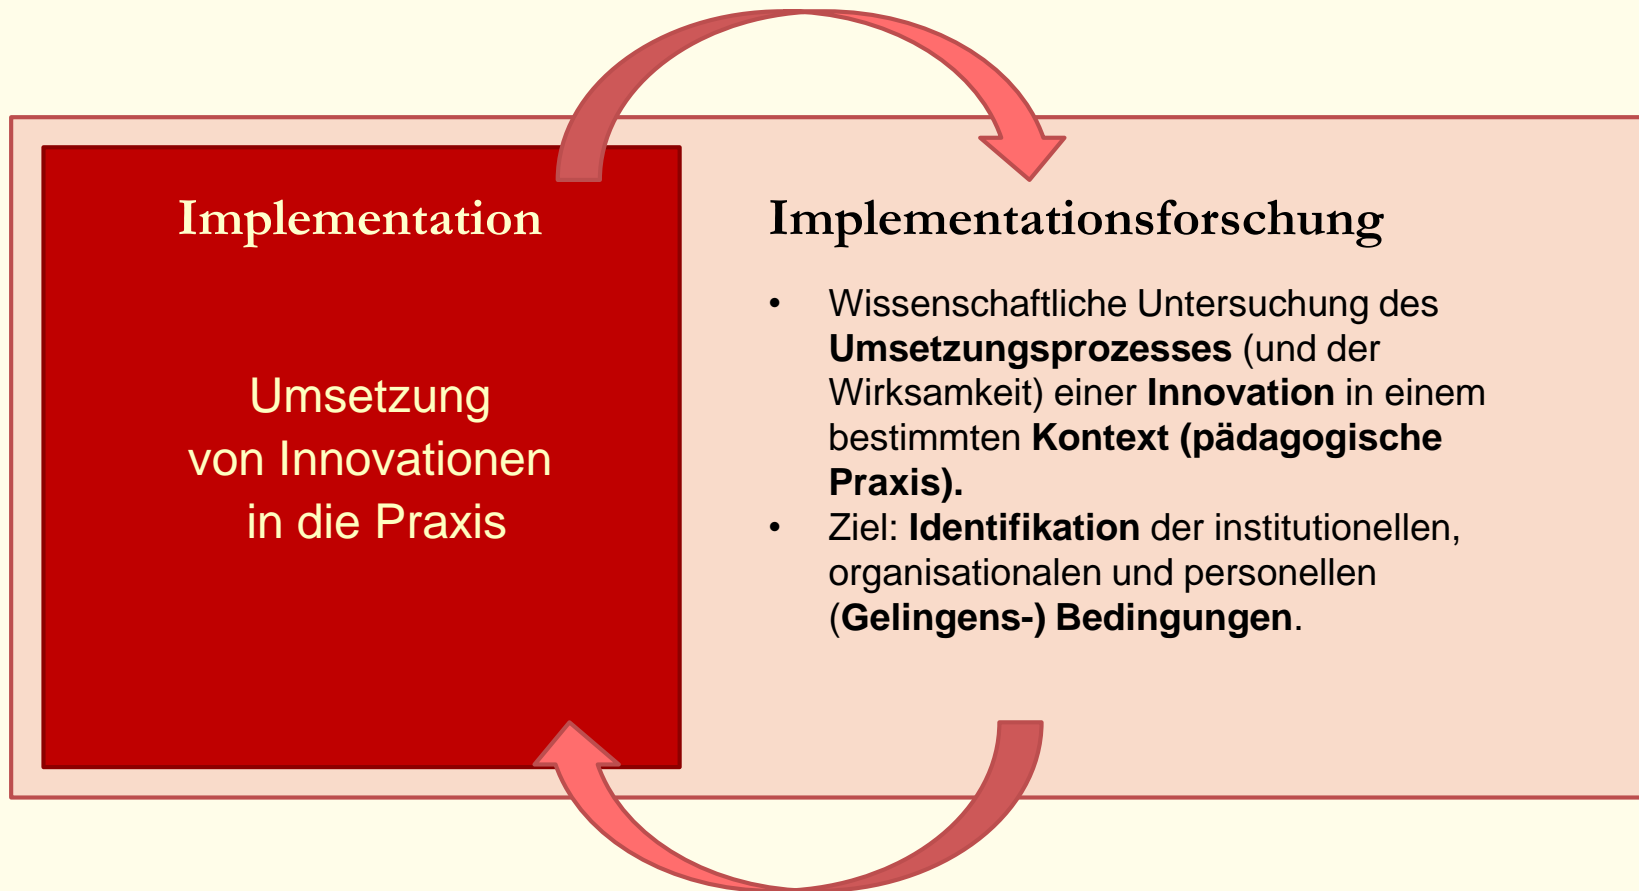 Implementation
Umsetzung
von Innovationen
in die Praxis
Implementationsforschung
• Wissenschaftliche Untersuchung des
Umsetzungsprozesses (und der
Wirksamkeit) einer Innovation in einem
bestimmten Kontext (pädagogische
Praxis).
• Ziel: Identifikation der institutionellen,
organisationalen und personellen
(Gelingens-) Bedingungen.